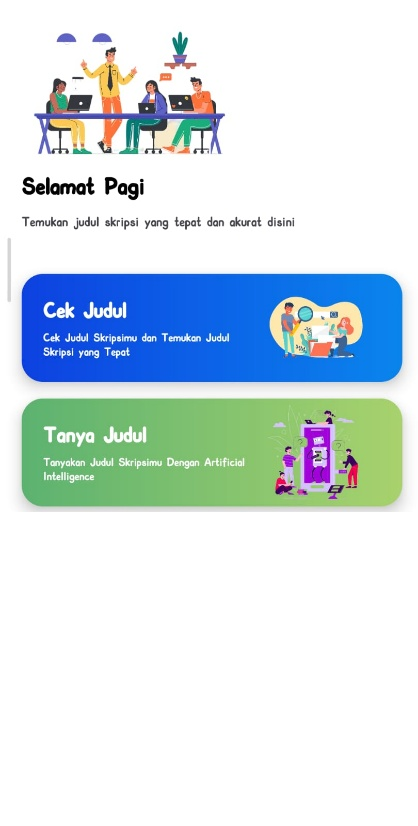 Selamat Pagi
Temukan judul skripsi yang tepat dan akurat disini
Cek Judul
Cek Judul Skripsimu dan Temukan Judul
Skripsi yang Tepat
Tanya Judul
Tanyakan Judul Skripsimu Dengan Artificial
Intelligence